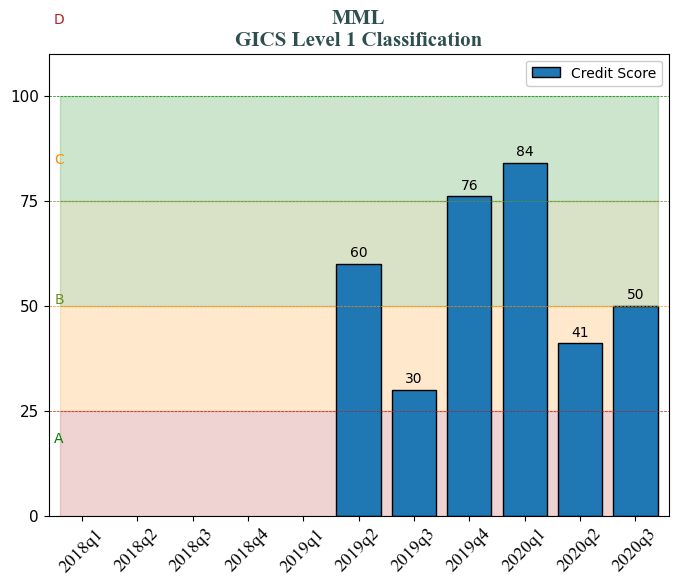 D
MML
GICS Level 1 Classification
Credit Score
100
84
C
76
75
60
B
50
50
41
30
25
A
0
2018q1
2018q2
2018q3
2018q4
2019q1
2019q2
2019q3
2019q4
2020q1
2020q2
2020q3